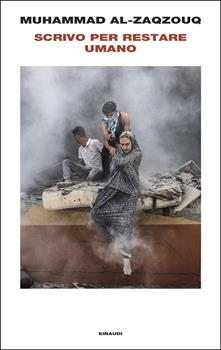 MUHAMMAD AL-ZAQZOUQ
SCRIVO PER RESTARE
UMANO
EINAUDI